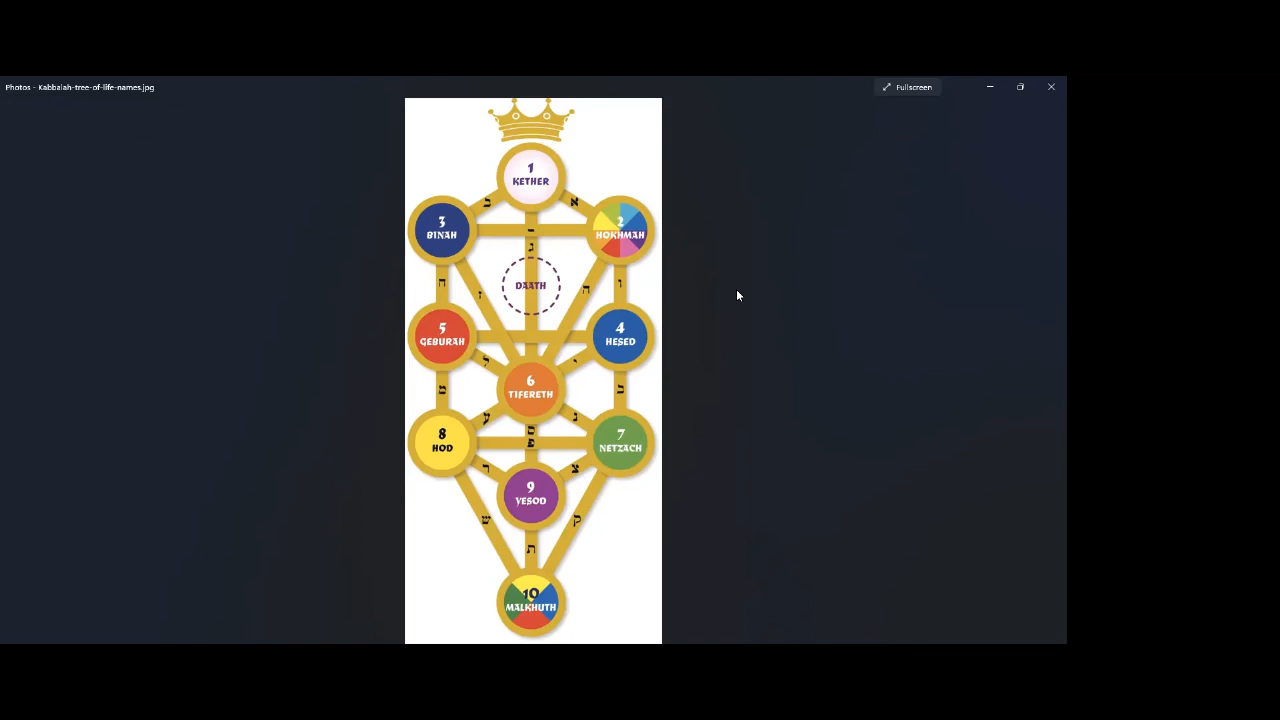 Photos - Kabbalah-tree-of-life-names.jpg
Fullscreen
1
KETHER
ב
א
3
BINAH
2
HOKHMAH
ג
DAATH
ח
ז
ה
ו
5
GEBURAH
4
HESED
ל
י
6
TIFERETH
מ
ע
נ
ס
פ
8
HOD
7
NETZACH
ר
צ
9
YESOD
ש
ק
ת
10
MALKHUTH